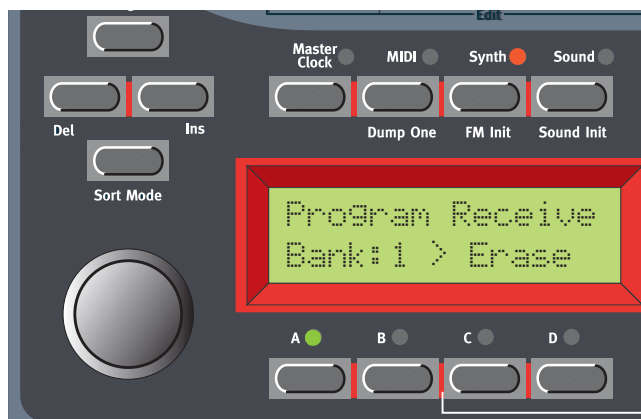 Edit
Master Clock
MIDI
Synth
Sound
Del
Ins
Dump One
FM Init
Sound Init
Sort Mode
Program Receive
Bank:1 > Erase
A
B
C
D